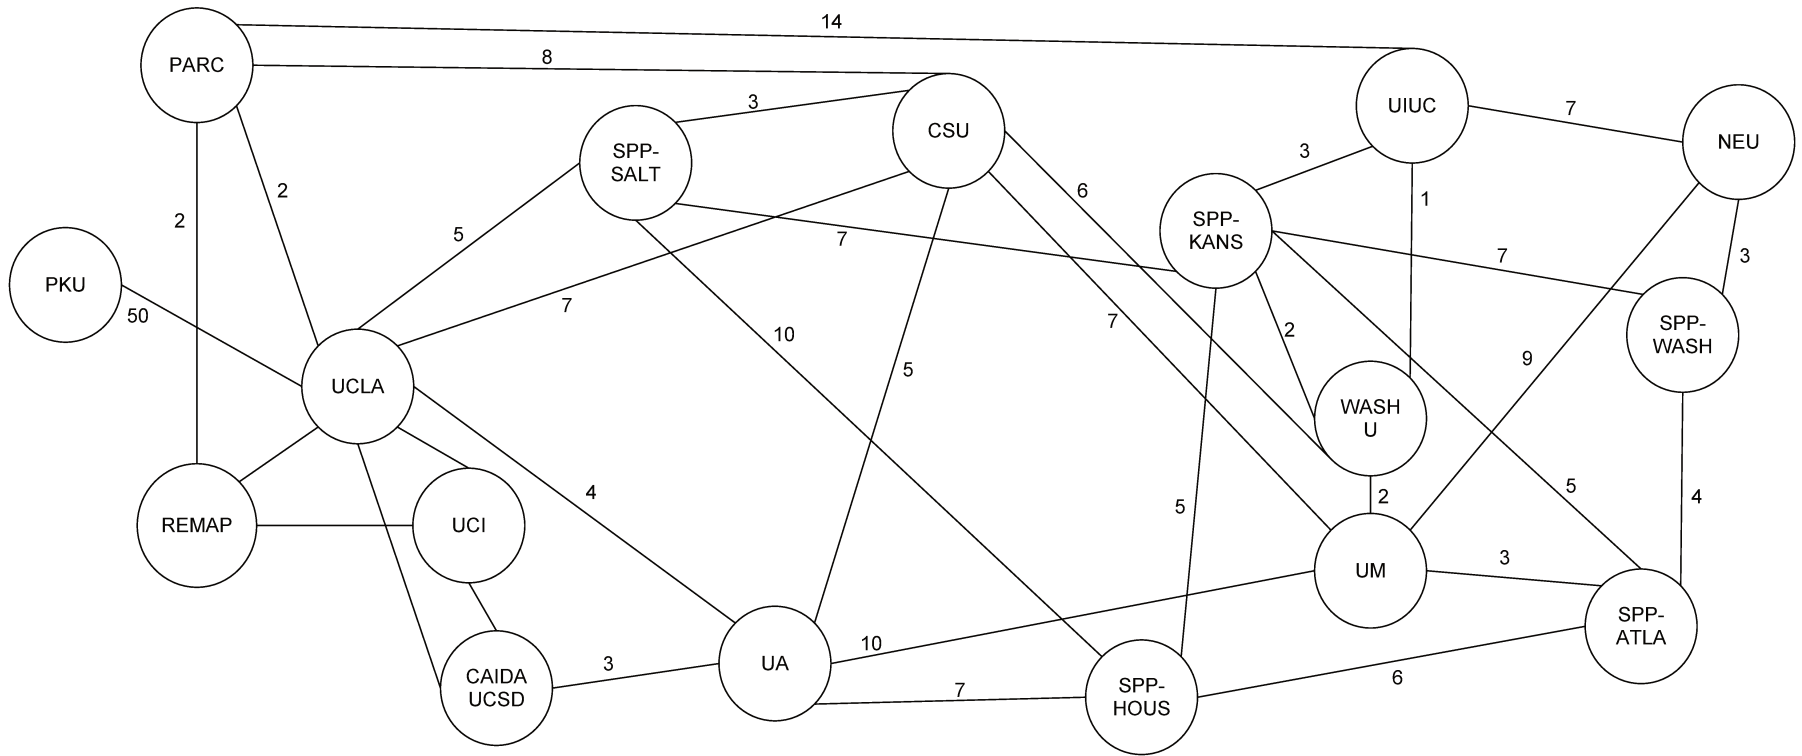 14
PARC
8
UIUC
3
7
CSU
NEU
SPP-
SALT
3
6
2
1
2
SPP-
KANS
5
7
7
3
PKU
50
7
10
7
2
SPP-
WASH
9
UCLA
5
WASH
U
4
5
2
4
REMAP
UCI
5
3
UM
SPP-
ATLA
10
3
UA
CAIDA
UCSD
7
SPP-
HOUS
6